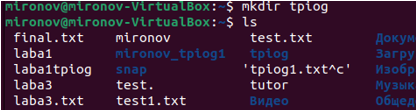 mironov@mironov-VirtualBox:~$ mkdir tpiog
mironov@mironov-VirtualBox:~$ ls
final.txt mironov test.txt Докум
laba1 mironov_tpiog1 tpiog Загру
laba1tpiog snap 'tpiog1.txt^c' Изобр
laba3 test. tutor Музык
laba3.txt test1.txt Видео Общед